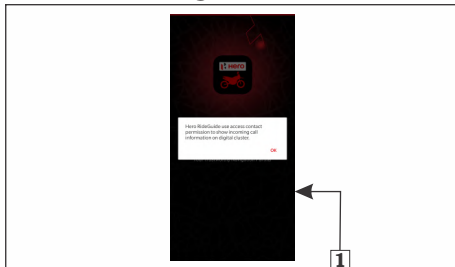 Hero
Hero RideGuide use access contact
permission to show incoming call
information on digital cluster.
OK
1